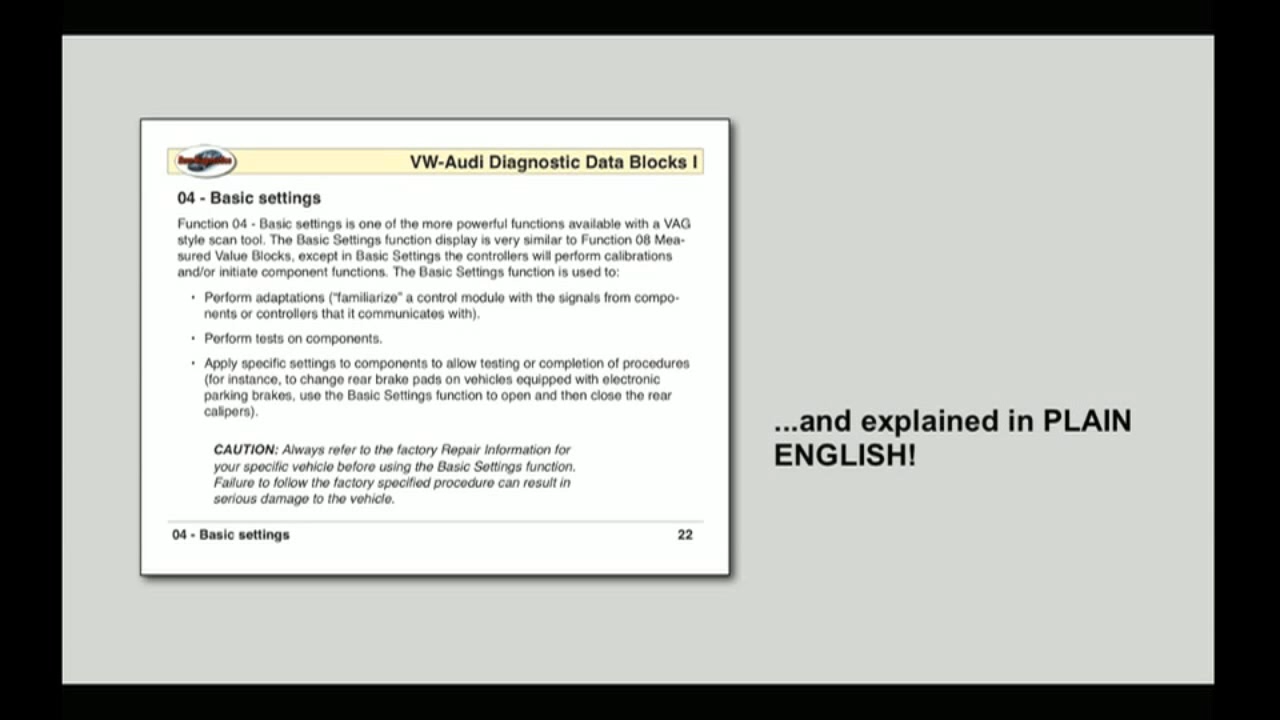 VW-Audi Diagnostic Data Blocks I
04 - Basic settings
Function 04 - Basic settings is one of the more powerful functions available with a VAG
style scan tool. The Basic Settings function display is very similar to Function 08 Mea-
sured Value Blocks, except in Basic Settings the controllers will perform calibrations
and/or initiate component functions. The Basic Settings function is used to:
• Perform adaptations ("familiarize" a control module with the signals from compo-
nents or controllers that it communicates with).
• Perform tests on components.
• Apply specific settings to components to allow testing or completion of procedures
(for instance, to change rear brake pads on vehicles equipped with electronic
parking brakes, use the Basic Settings function to open and then close the rear
calipers).
CAUTION: Always refer to the factory Repair Information for
your specific vehicle before using the Basic Settings function.
Failure to follow the factory specified procedure can result in
serious damage to the vehicle.
04 - Basic settings 22
...and explained in PLAIN
ENGLISH!